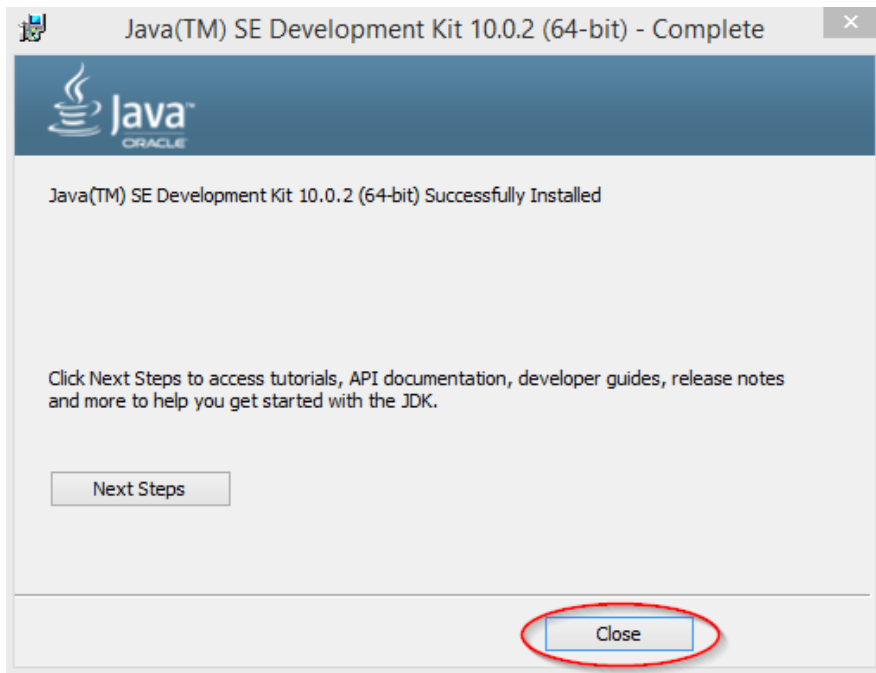 Java(TM) SE Development Kit 10.0.2 (64-bit) - Complete
Java™
ORACLE
Java(TM) SE Development Kit 10.0.2 (64-bit) Successfully Installed
Click Next Steps to access tutorials, API documentation, developer guides, release notes
and more to help you get started with the JDK.
Next Steps
Close